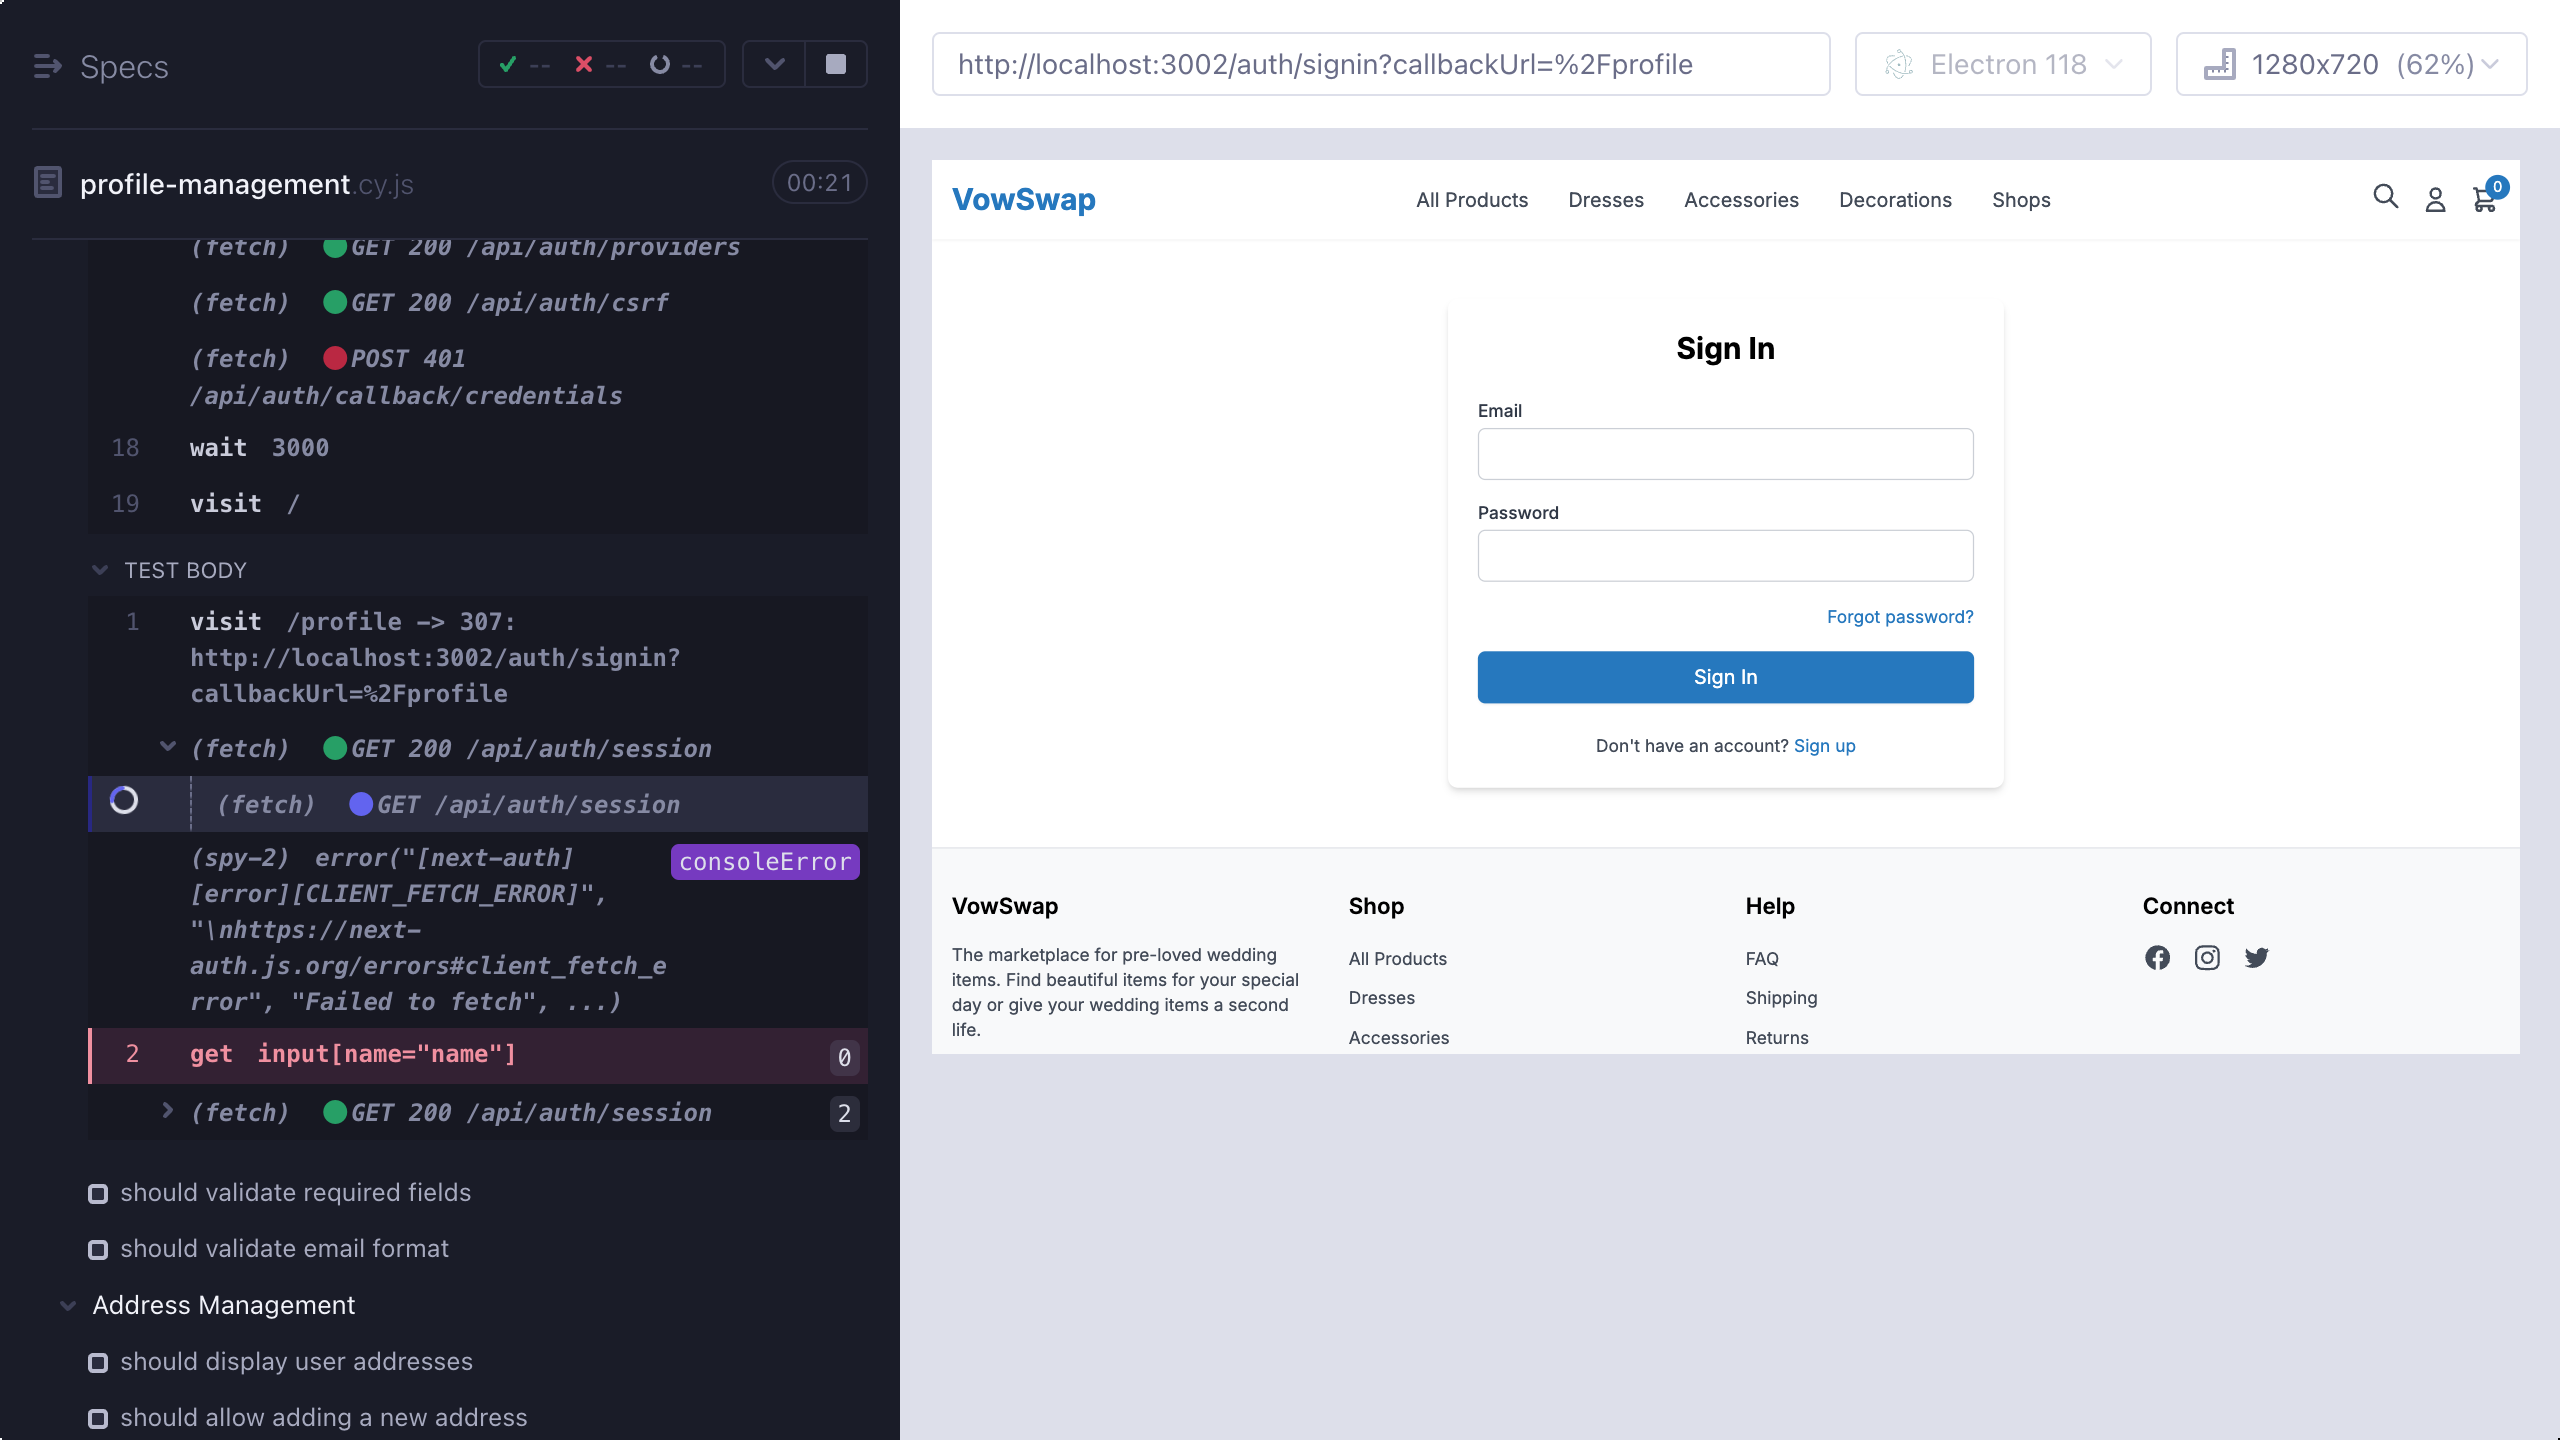 Specs
--
--
--
profile-management.cy.js
00:21
(fetch) GET 200 /api/auth/providers
(fetch) GET 200 /api/auth/csrf
(fetch) POST 401
/api/auth/callback/credentials
18 wait 3000
19 visit /
TEST BODY
1 visit /profile -> 307:
http://localhost:3002/auth/signin?
callbackUrl=%2Fprofile
(fetch) GET 200 /api/auth/session
(fetch) GET /api/auth/session
(spy-2) error("[next-auth] consoleError
[error][CLIENT_FETCH_ERROR]",
"\nhttps://next-
auth.js.org/errors#client_fetch_e
rror", "Failed to fetch", ...)
2 get input[name="name"] 0
(fetch) GET 200 /api/auth/session 2
should validate required fields
should validate email format
Address Management
should display user addresses
should allow adding a new address
http://localhost:3002/auth/signin?callbackUrl=%2Fprofile
Electron 118
1280x720 (62%)
VowSwap
All Products
Dresses
Accessories
Decorations
Shops
0
Sign In
Email
Password
Forgot password?
Sign In
Don't have an account? Sign up
VowSwap
The marketplace for pre-loved wedding
items. Find beautiful items for your special
day or give your wedding items a second
life.
Shop
All Products
Dresses
Accessories
Help
FAQ
Shipping
Returns
Connect